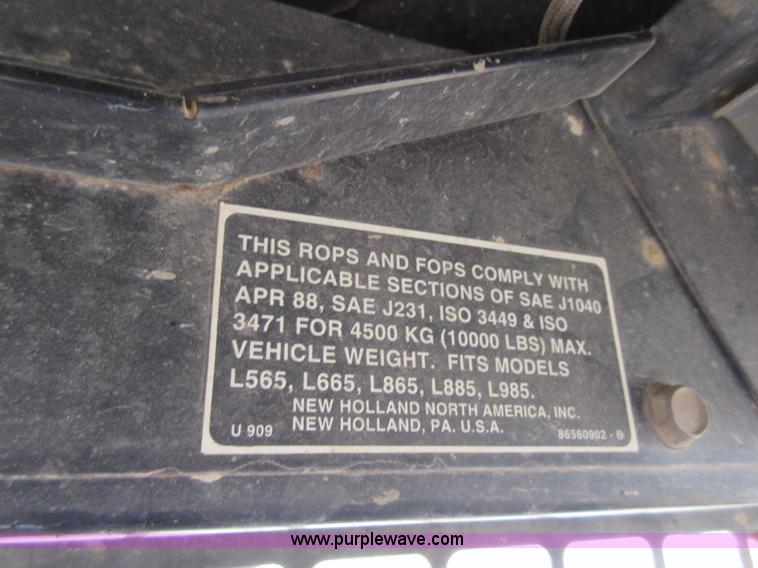 THIS ROPS AND FOPS COMPLY WITH
APPLICABLE SECTIONS OF SAE J1040
APR 88, SAE J231, ISO 3449 & ISO
3471 FOR 4500 KG (10000 LBS) MAX.
VEHICLE WEIGHT. FITS MODELS
L565, L665, L865, L885, L985.
NEW HOLLAND NORTH AMERICA, INC.
U 909 NEW HOLLAND, PA. U.S.A. 86560902 - D
www.purplewave.com